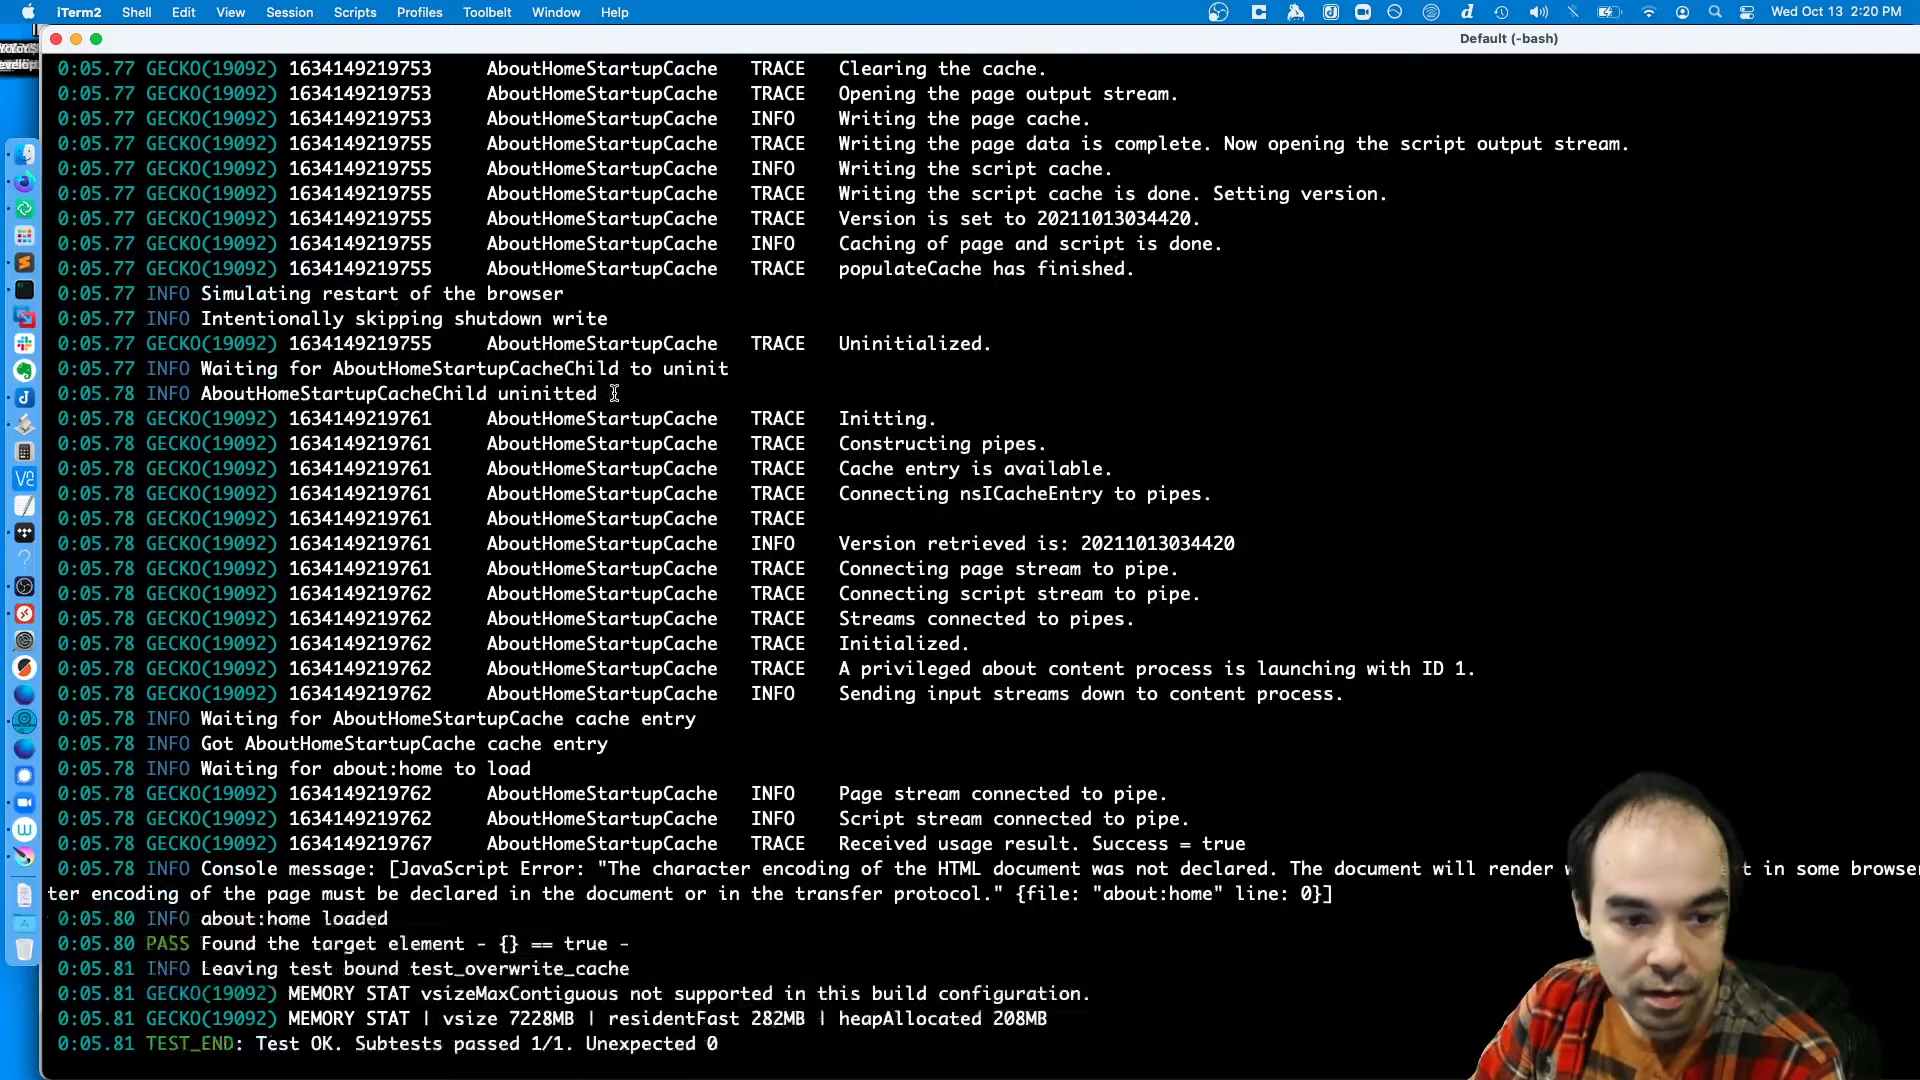 iTerm2 Shell Edit View Session Scripts Profiles Toolbelt Window Help Wed Oct 13 2:20 PM
Default (-bash)
0:05.77 GECKO(19092) 1634149219753 AboutHomeStartupCache TRACE Clearing the cache.
0:05.77 GECKO(19092) 1634149219753 AboutHomeStartupCache TRACE Opening the page output stream.
0:05.77 GECKO(19092) 1634149219753 AboutHomeStartupCache INFO Writing the page cache.
0:05.77 GECKO(19092) 1634149219755 AboutHomeStartupCache TRACE Writing the page data is complete. Now opening the script output stream.
0:05.77 GECKO(19092) 1634149219755 AboutHomeStartupCache INFO Writing the script cache.
0:05.77 GECKO(19092) 1634149219755 AboutHomeStartupCache TRACE Writing the script cache is done. Setting version.
0:05.77 GECKO(19092) 1634149219755 AboutHomeStartupCache TRACE Version is set to 20211013034420.
0:05.77 GECKO(19092) 1634149219755 AboutHomeStartupCache INFO Caching of page and script is done.
0:05.77 GECKO(19092) 1634149219755 AboutHomeStartupCache TRACE populateCache has finished.
0:05.77 INFO Simulating restart of the browser
0:05.77 INFO Intentionally skipping shutdown write
0:05.77 GECKO(19092) 1634149219755 AboutHomeStartupCache TRACE Uninitialized.
0:05.77 INFO Waiting for AboutHomeStartupCacheChild to uninit
0:05.78 INFO AboutHomeStartupCacheChild uninitted
0:05.78 GECKO(19092) 1634149219761 AboutHomeStartupCache TRACE Initting.
0:05.78 GECKO(19092) 1634149219761 AboutHomeStartupCache TRACE Constructing pipes.
0:05.78 GECKO(19092) 1634149219761 AboutHomeStartupCache TRACE Cache entry is available.
0:05.78 GECKO(19092) 1634149219761 AboutHomeStartupCache TRACE Connecting nsICacheEntry to pipes.
0:05.78 GECKO(19092) 1634149219761 AboutHomeStartupCache TRACE
0:05.78 GECKO(19092) 1634149219761 AboutHomeStartupCache INFO Version retrieved is: 20211013034420
0:05.78 GECKO(19092) 1634149219761 AboutHomeStartupCache TRACE Connecting page stream to pipe.
0:05.78 GECKO(19092) 1634149219762 AboutHomeStartupCache TRACE Connecting script stream to pipe.
0:05.78 GECKO(19092) 1634149219762 AboutHomeStartupCache TRACE Streams connected to pipes.
0:05.78 GECKO(19092) 1634149219762 AboutHomeStartupCache TRACE Initialized.
0:05.78 GECKO(19092) 1634149219762 AboutHomeStartupCache TRACE A privileged about content process is launching with ID 1.
0:05.78 GECKO(19092) 1634149219762 AboutHomeStartupCache INFO Sending input streams down to content process.
0:05.78 INFO Waiting for AboutHomeStartupCache cache entry
0:05.78 INFO Got AboutHomeStartupCache cache entry
0:05.78 INFO Waiting for about:home to load
0:05.78 GECKO(19092) 1634149219762 AboutHomeStartupCache INFO Page stream connected to pipe.
0:05.78 GECKO(19092) 1634149219762 AboutHomeStartupCache INFO Script stream connected to pipe.
0:05.78 GECKO(19092) 1634149219767 AboutHomeStartupCache TRACE Received usage result. Success = true
0:05.78 INFO Console message: [JavaScript Error: "The character encoding of the HTML document was not declared. The document will render in some browser
ter encoding of the page must be declared in the document or in the transfer protocol." {file: "about:home" line: 0}]
0:05.80 INFO about:home loaded
0:05.80 PASS Found the target element - {} == true -
0:05.81 INFO Leaving test bound test_overwrite_cache
0:05.81 GECKO(19092) MEMORY STAT vsizeMaxContiguous not supported in this build configuration.
0:05.81 GECKO(19092) MEMORY STAT | vsize 7228MB | residentFast 282MB | heapAllocated 208MB
0:05.81 TEST_END: Test OK. Subtests passed 1/1. Unexpected 0